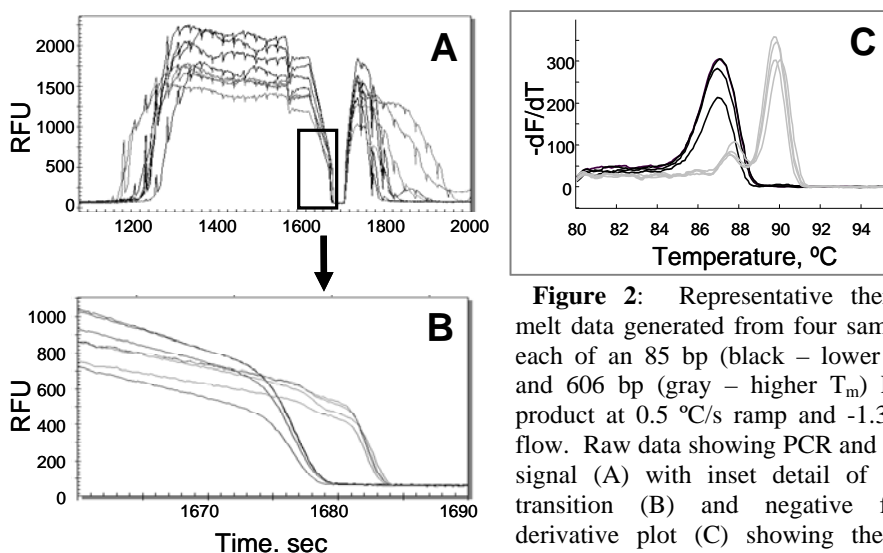 A
RFU
2000
1500
1000
500
0
1200
1400
1600
1800
2000
B
RFU
1000
800
600
400
200
0
1670
1680
1690
Time. sec
C
-dF/dT
300
200
100
0
80
82
84
86
88
90
92
94
Temperature, ºC
Figure 2: Representative
melt data generated from four
each of an 85 bp (black – lower
and 606 bp (gray – higher Tm)
product at 0.5 ºC/s ramp and -1.3
flow. Raw data showing PCR and
signal (A) with inset detail of
transition (B) and negative
derivative plot (C) showing